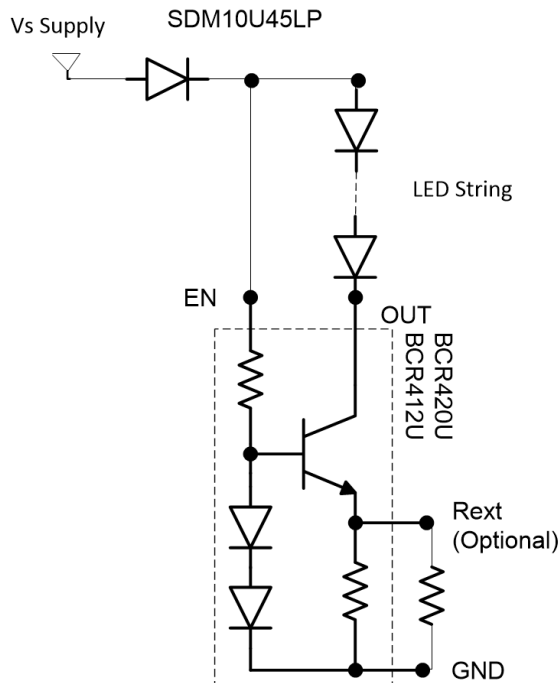 SDM10U45LP
Vs Supply
LED String
EN
OUT
BCR420U
BCR412U
Rext
(Optional)
GND